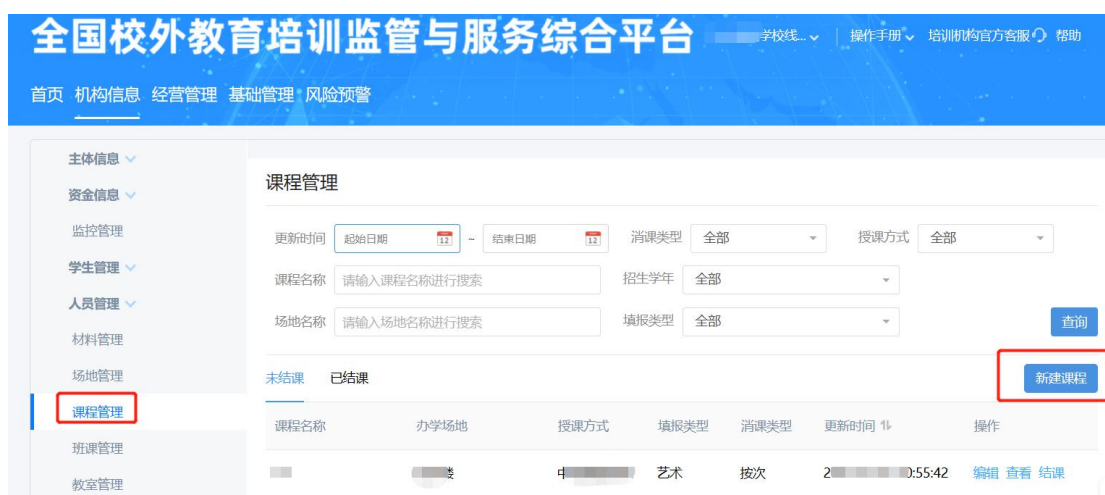 全国校外教育培训监管与服务综合平台 学校线... 操作手册 培训机构官方客服 帮助
首页 机构信息 经营管理 基础管理 风险预警
主体信息
资金信息
监控管理
学生管理
人员管理
材料管理
场地管理
课程管理
班课管理
教室管理
课程管理
更新时间 起始日期 12 ~ 结束日期 12 消课类型 全部 授课方式 全部
课程名称 请输入课程名称进行搜索 招生学年 全部
场地名称 请输入场地名称进行搜索 填报类型 全部 查询
未结课 已结课 新建课程
课程名称 办学场地 授课方式 填报类型 消课类型 更新时间 操作
艺术 按次 2 0:55:42 编辑 查看 结课